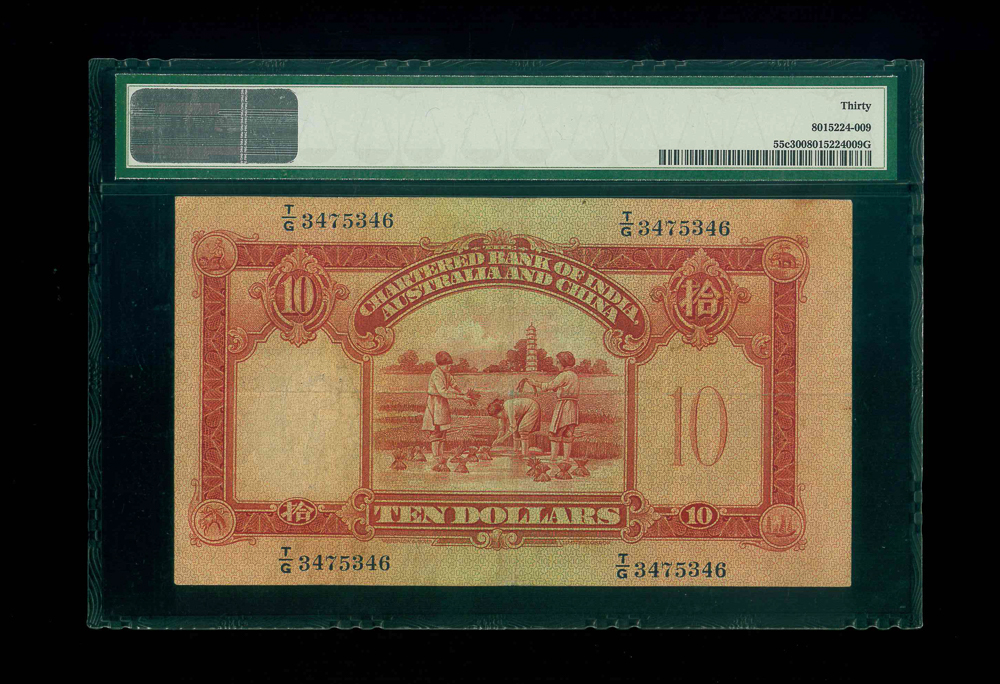 Thirty
8015224-009
55c3008015224009G
T/G 3475346
T/G 3475346
CHARTERED BANK OF INDIA
AUSTRALIA AND CHINA
10
拾
10
拾
TEN DOLLARS
10
T/G 3475346
T/G 3475346